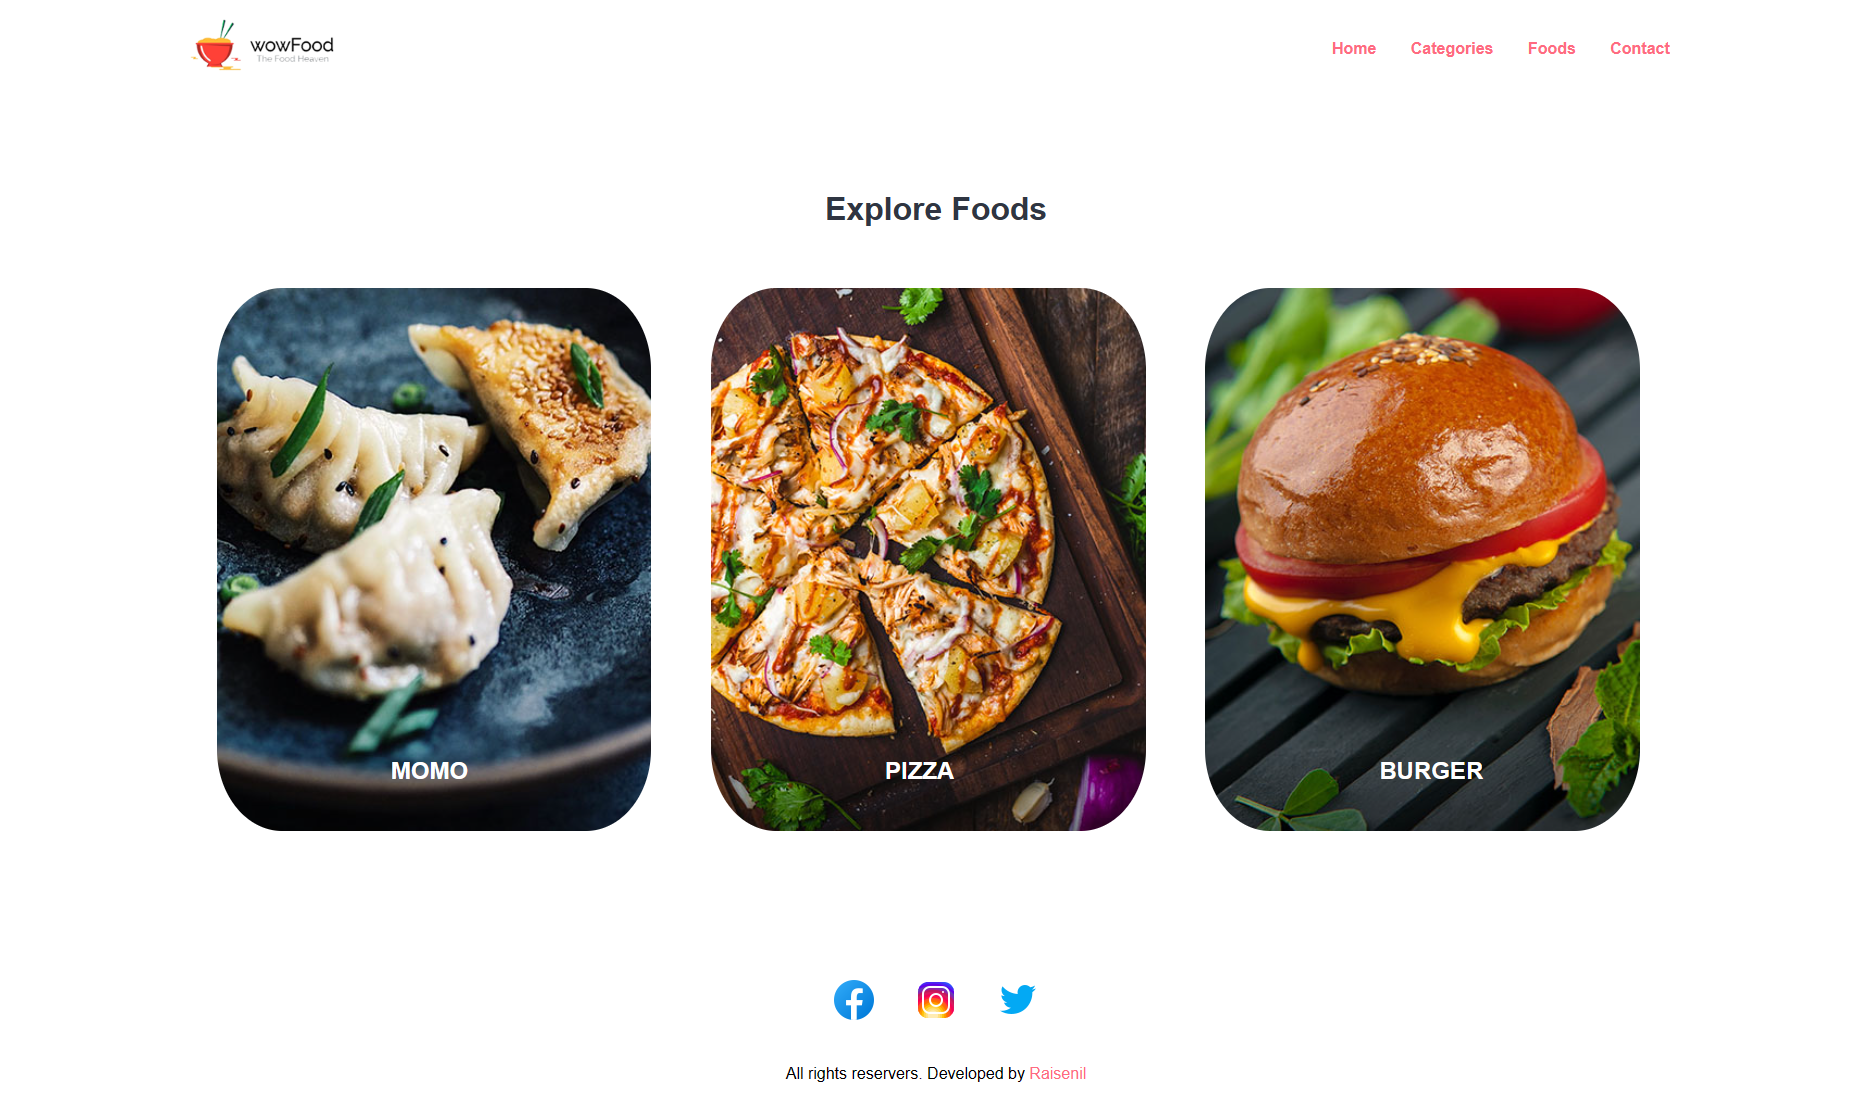 wowFood
The Food Heaven
Home Categories Foods Contact
Explore Foods
MOMO PIZZA BURGER
All rights reservers. Developed by Raisenil